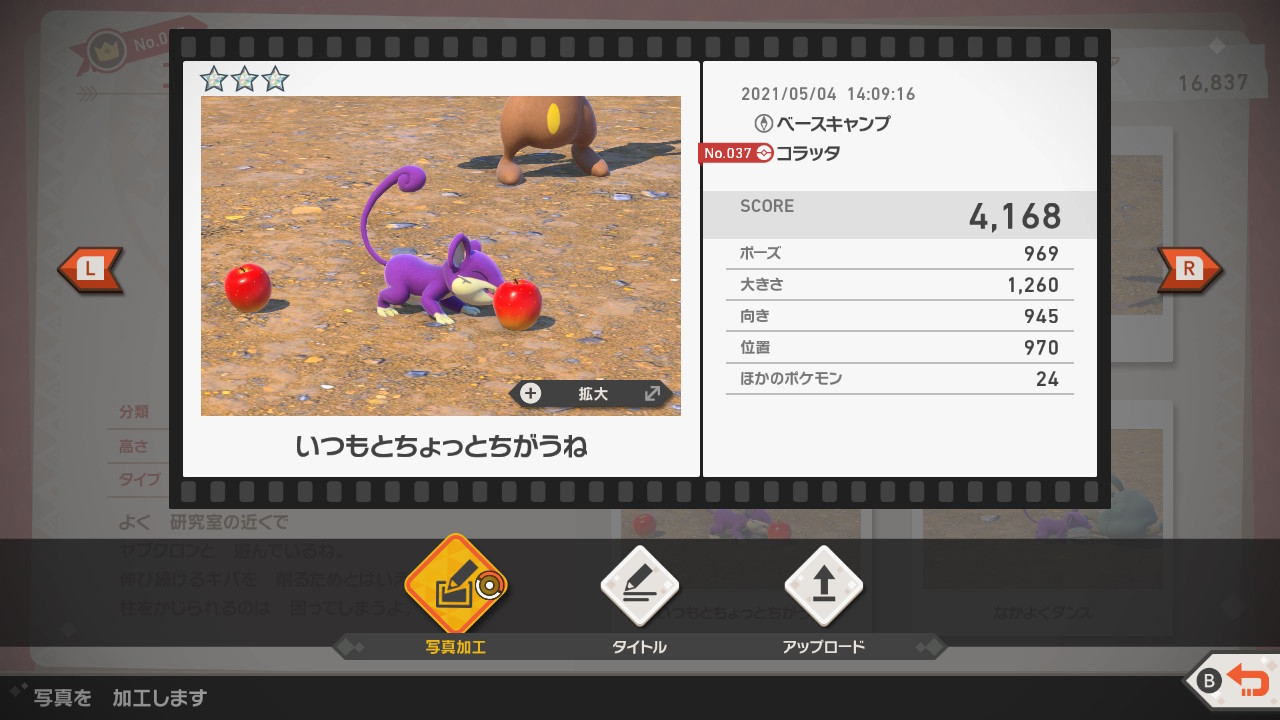 No.0
16,837
2021/05/04 14:09:16
ベースキャンプ
No.037 コラッタ
SCORE 4,168
ポーズ 969
大きさ 1,260
向き 945
位置 970
ほかのポケモン 24
L
R
拡大
いつもとちょっとちがうね
分類
高さ
タイプ
よく 研究室の近くで
ヤブクロンと 遊んでいるね。
伸び続けるキバを 削るためとはいえ
柱をかじられるのは 困ってしまうよ
いつもとちょっとちが
なかよくダンス
写真加工
タイトル
アップロード
B
写真を 加工します